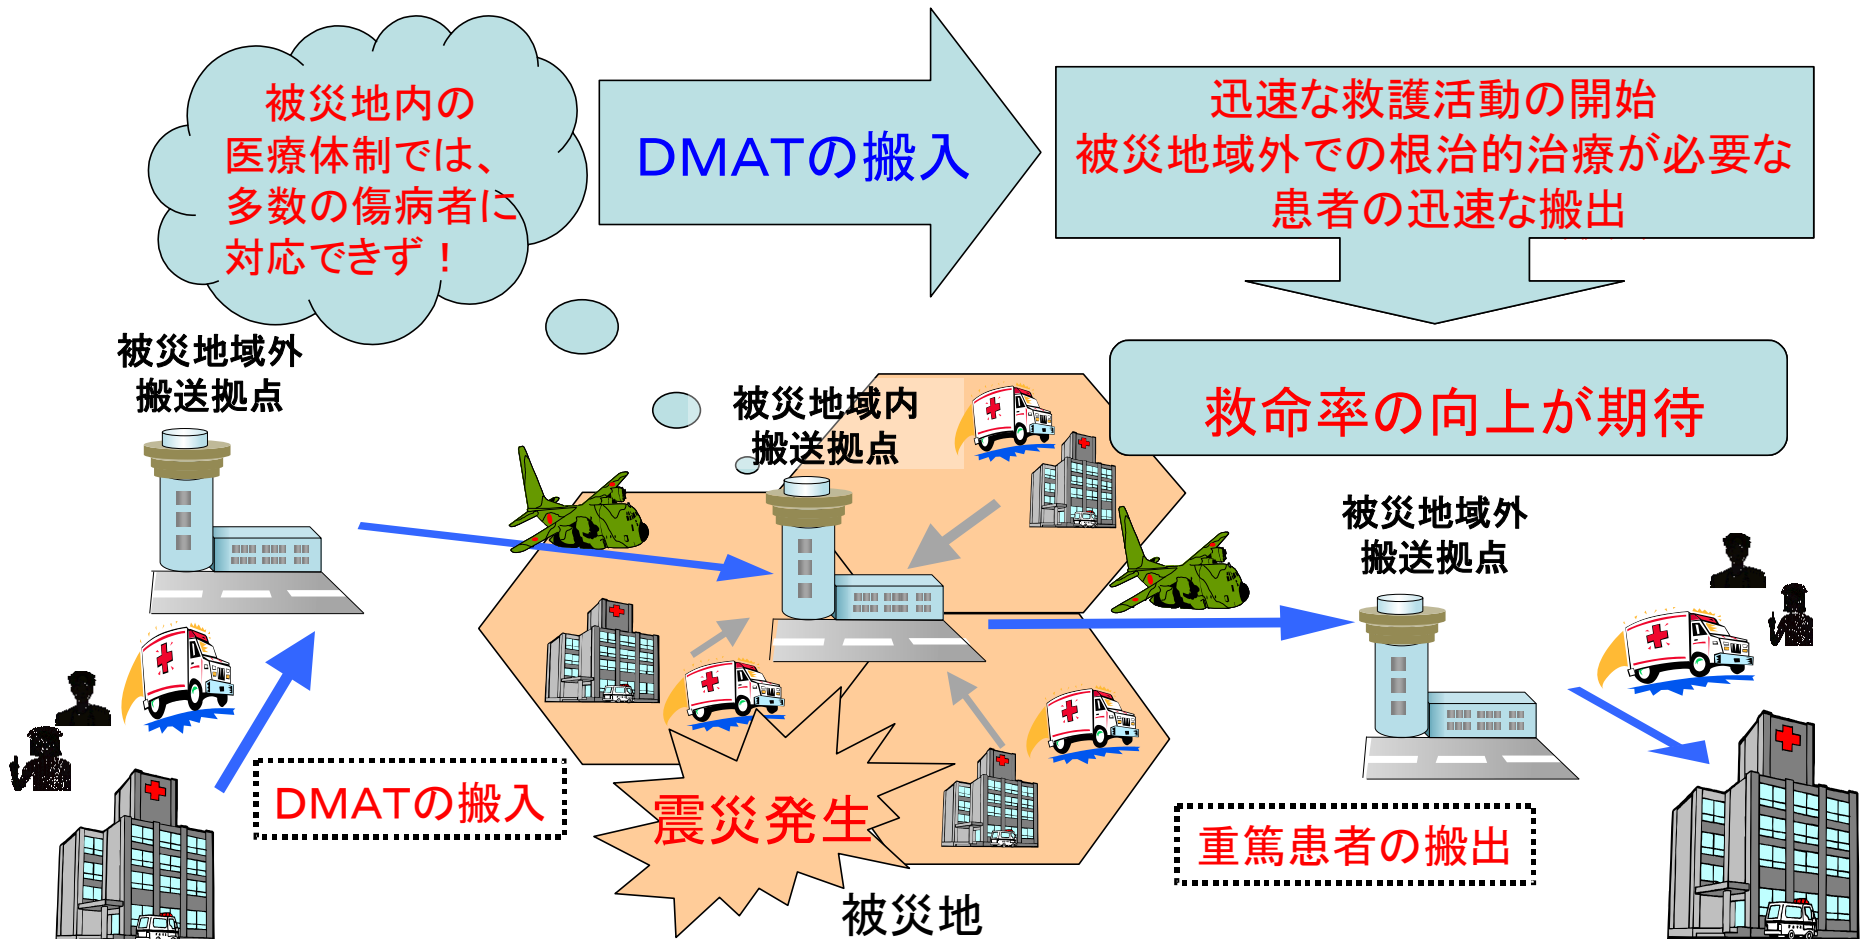 被災地内の
医療体制では、
多数の傷病者に
対応できず！
DMATの搬入
迅速な救護活動の開始
被災地域外での根治的治療が必要な
患者の迅速な搬出
救命率の向上が期待
被災地域外
搬送拠点
被災地域内
搬送拠点
被災地域外
搬送拠点
DMATの搬入
震災発生
重篤患者の搬出
被災地